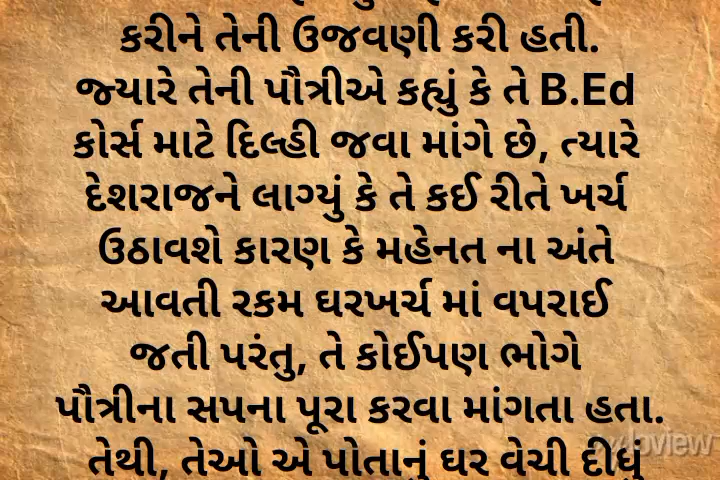 કરીને તેની ઉજવણી કરી હતી.
જ્યારે તેની પૌત્રીએ કહ્યું કે તે B.Ed
કોર્સ માટે દિલ્હી જવા માંગે છે, ત્યારે
દેશરાજને લાગ્યું કે તે કઈ રીતે ખર્ચ
ઉઠાવશે કારણ કે મહેનત ના અંતે
આવતી રકમ ઘરખર્ચ માં વપરાઈ
જતી પરંતુ, તે કોઈપણ ભોગે
પૌત્રીના સપના પૂરા કરવા માંગતા હતા.
તેથી, તેઓ એ પોતાનું ઘર વેચી દીધું